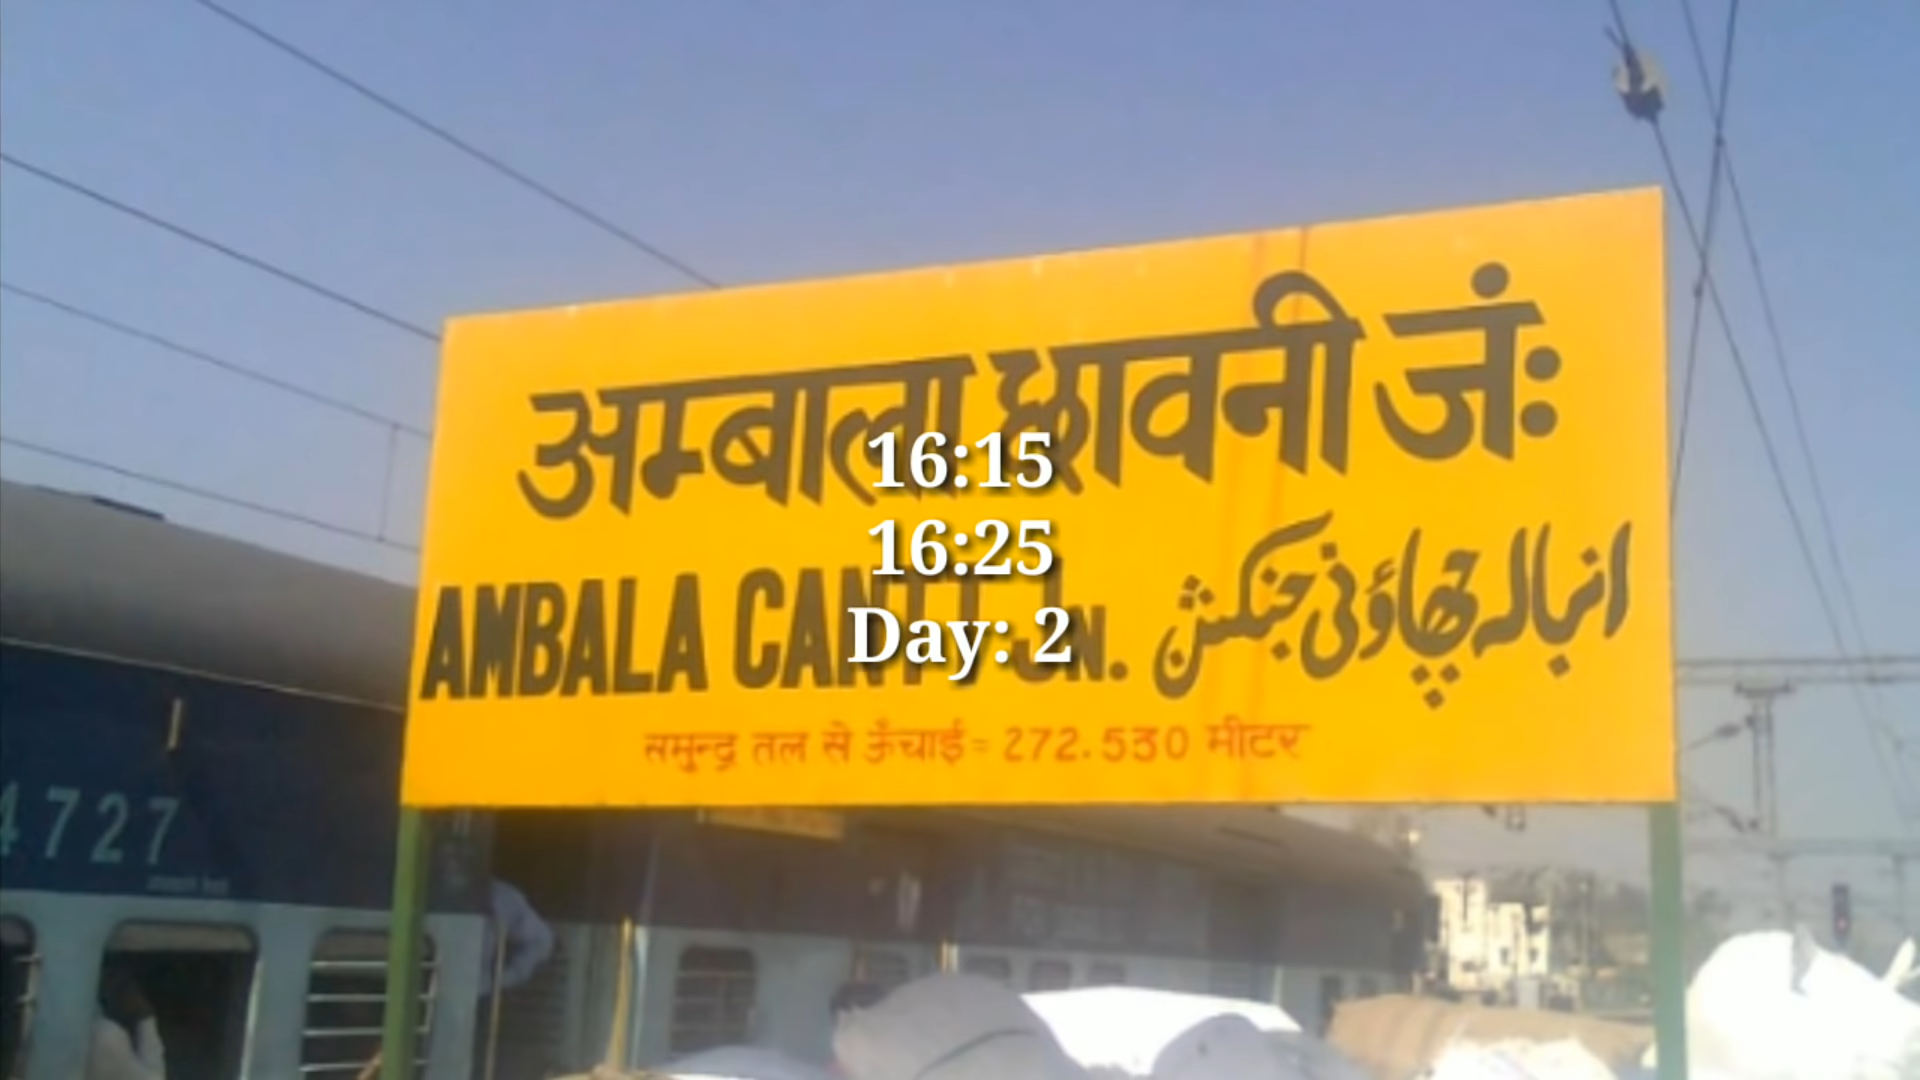 अम्बाला छावनी जं:
16:15
16:25
AMBALA CANTT JN. انبالہ چھاؤنی جنکشن
Day: 2
समुन्द्र तल से ऊँचाई = 272.530 मीटर
4727